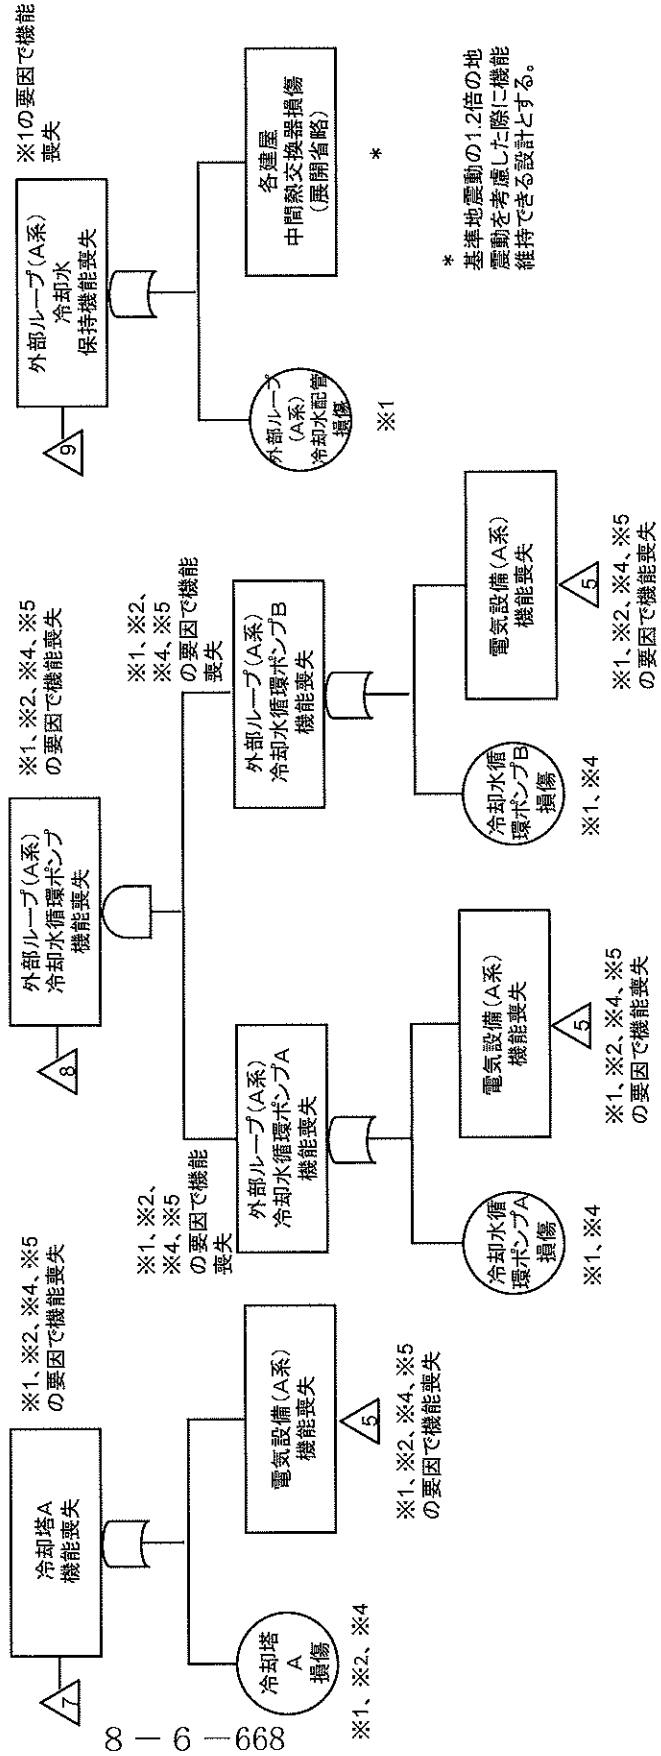 7
冷却塔A
機能喪失
※1、※2、※4、※5
の要因で機能喪失
冷却塔
A
損傷
※1、※2、※4
電気設備(A系)
機能喪失
5
※1、※2、※4、※5
の要因で機能喪失
8
外部ループ(A系)
冷却水循環ポンプ
機能喪失
※1、※2、※4、※5
の要因で機能喪失
※1、※2、
※4、※5
の要因で機能
喪失
外部ループ(A系)
冷却水循環ポンプA
機能喪失
冷却水循
環ポンプA
損傷
※1、※4
電気設備(A系)
機能喪失
5
※1、※2、※4、※5
の要因で機能喪失
※1、※2、
※4、※5
の要因で機能
喪失
外部ループ(A系)
冷却水循環ポンプB
機能喪失
冷却水循
環ポンプB
損傷
※1、※4
電気設備(A系)
機能喪失
5
※1、※2、※4、※5
の要因で機能喪失
9
外部ループ(A系)
冷却水
保持機能喪失
※1の要因で機能
喪失
外部ループ
(A系)
冷却水配管
損傷
※1
各建屋
中間熱交換器損傷
(展開省略)
*
*
基準地震動の1.2倍の地
震動を考慮した際に機能
維持できる設計とする。
8－6－668